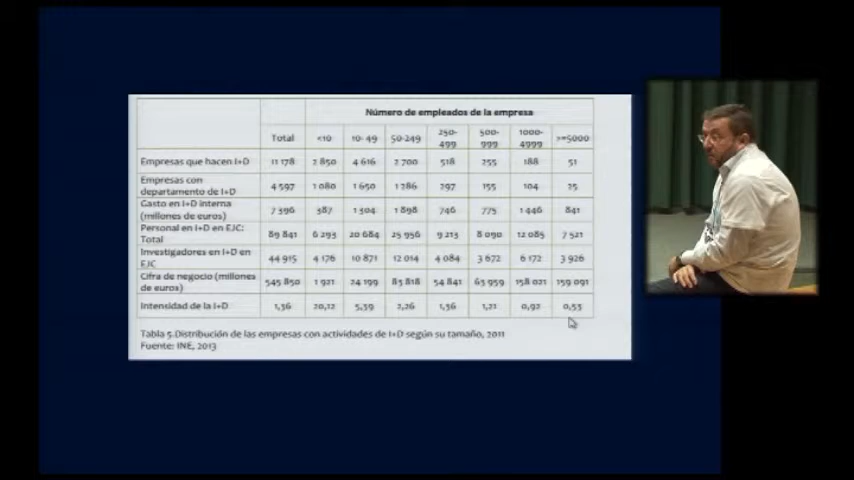 Número de empleados de la empresa
Total <10 10- 49 50-249 250-499 500-999 1000-4999 >=5000
Empresas que hacen I+D 11 178 2 850 4 616 2 700 518 255 188 51
Empresas con departamento de I+D 4 597 1 080 1 650 1 286 297 155 104 25
Gasto en I+D interna (millones de euros) 7 396 387 1 304 1 898 746 775 1 446 841
Personal en I+D en EJC: Total 89 841 6 293 20 684 25 956 9 213 8 090 12 085 7 521
Investigadores en I+D en EJC 44 915 4 176 10 871 12 014 4 084 3 672 6 172 3 926
Cifra de negocio (millones de euros) 545 850 1 921 24 199 83 818 54 841 63 959 158 021 159 091
Intensidad de la I+D 1,36 20,12 5,39 2,26 1,36 1,21 0,92 0,53
Tabla 5.Distribución de las empresas con actividades de I+D según su tamaño, 2011
Fuente: INE, 2013